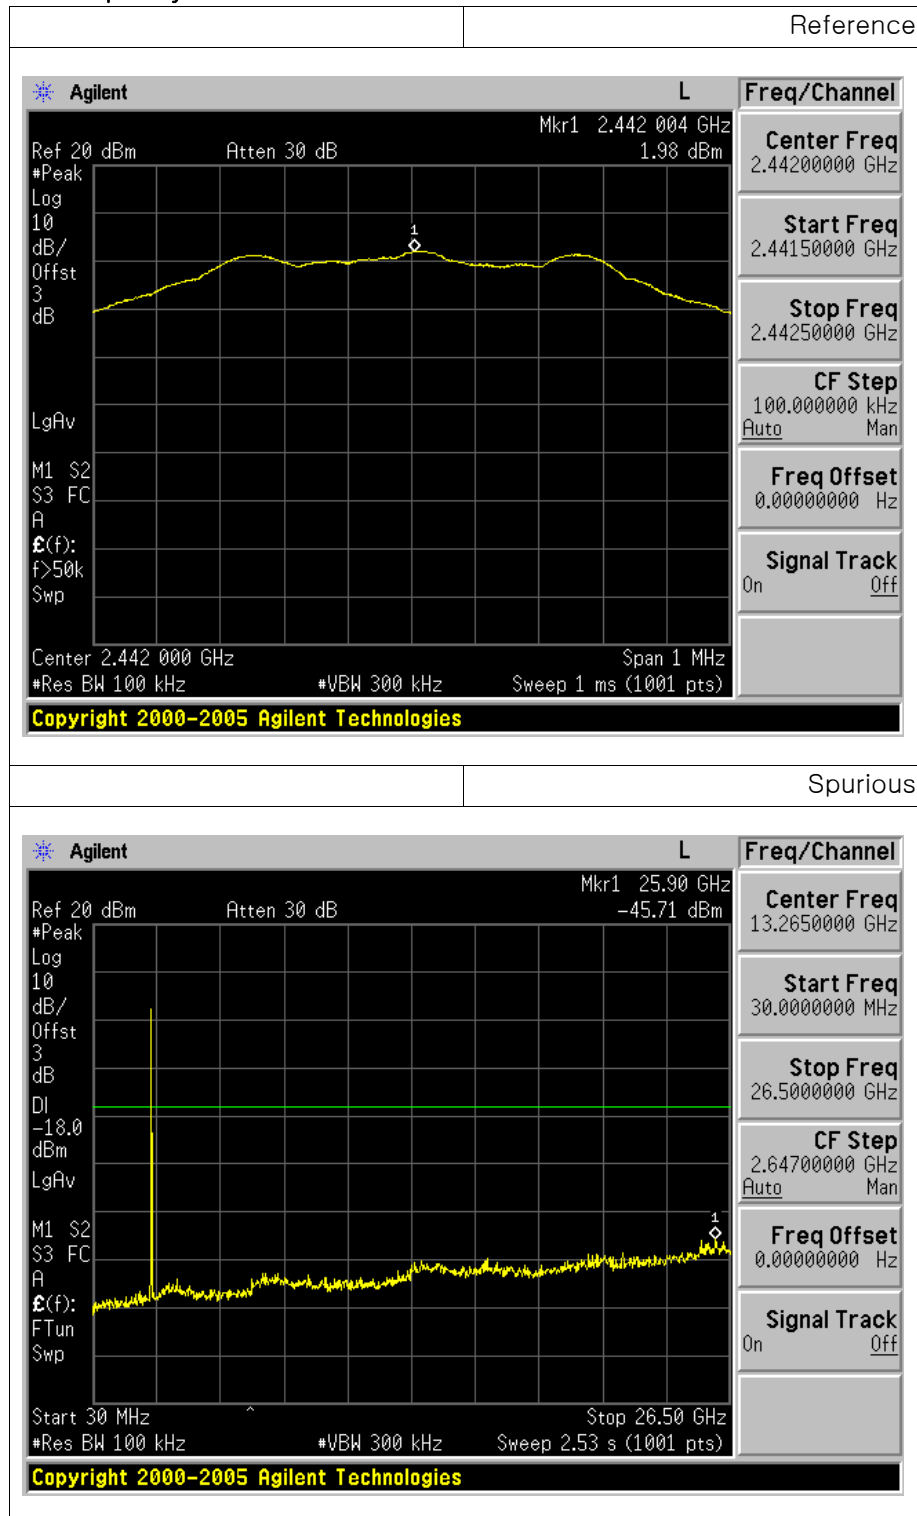 Reference
Agilent L Freq/Channel
Mkr1 2.442 004 GHz
Ref 20 dBm Atten 30 dB 1.98 dBm
#Peak
Log
10
dB/
Offst
3
dB
LgAv
M1 S2
S3 FC
A
£(f):
f>50k
Swp
1
Center 2.442 000 GHz Span 1 MHz
#Res BW 100 kHz #VBW 300 kHz Sweep 1 ms (1001 pts)
Center Freq
2.44200000 GHz
Start Freq
2.44150000 GHz
Stop Freq
2.44250000 GHz
CF Step
100.000000 kHz
Auto Man
Freq Offset
0.00000000 Hz
Signal Track
On Off
Copyright 2000-2005 Agilent Technologies
Spurious
Agilent L Freq/Channel
Mkr1 25.90 GHz
Ref 20 dBm Atten 30 dB -45.71 dBm
#Peak
Log
10
dB/
Offst
3
dB
DI
-18.0
dBm
LgAv
M1 S2
S3 FC
A
£(f):
FTun
Swp
1
Start 30 MHz ^ Stop 26.50 GHz
#Res BW 100 kHz #VBW 300 kHz Sweep 2.53 s (1001 pts)
Center Freq
13.2650000 GHz
Start Freq
30.0000000 MHz
Stop Freq
26.5000000 GHz
CF Step
2.64700000 GHz
Auto Man
Freq Offset
0.00000000 Hz
Signal Track
On Off
Copyright 2000-2005 Agilent Technologies